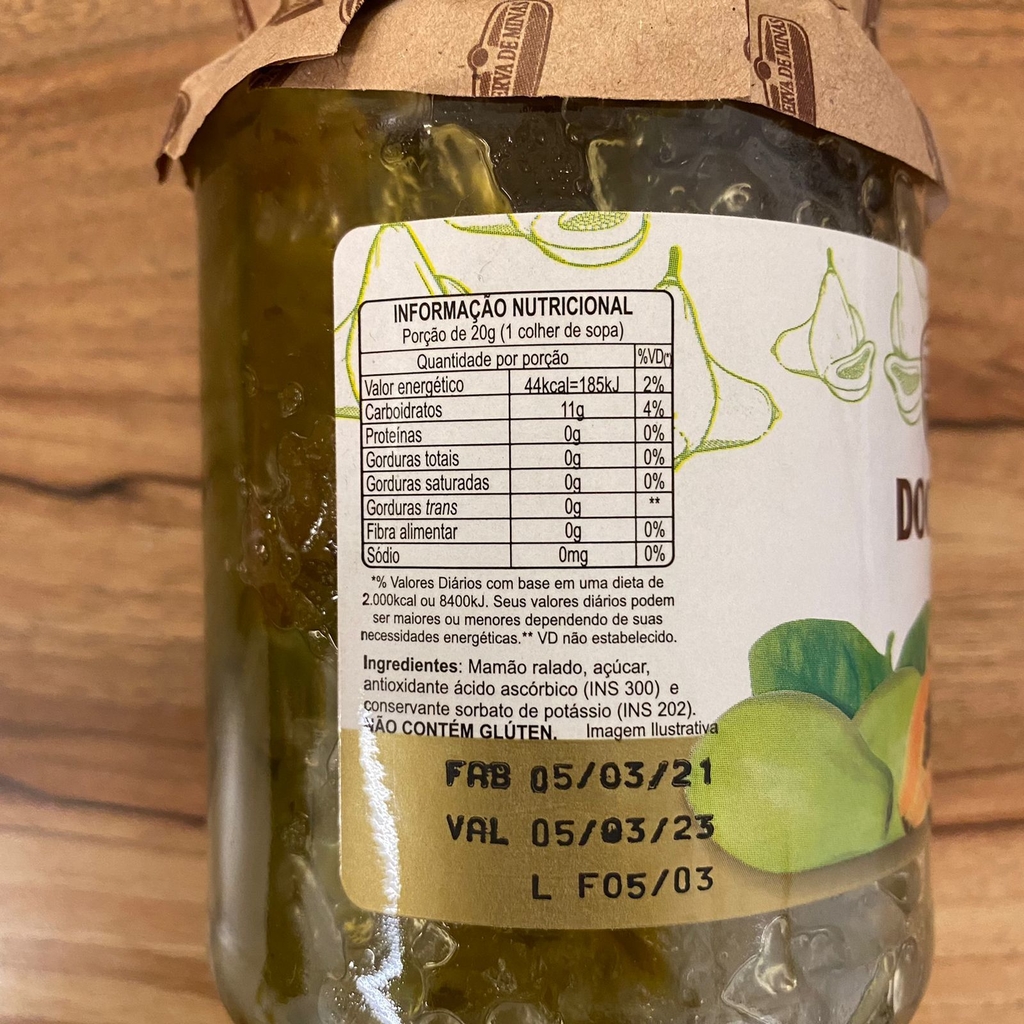 ERVA DE MINAS
ERVA DE MINAS
INFORMAÇÃO NUTRICIONAL
Porção de 20g (1 colher de sopa)
Quantidade por porção %VD(*)
Valor energético 44kcal=185kJ 2%
Carboidratos 11g 4%
Proteínas 0g 0%
Gorduras totais 0g 0%
Gorduras saturadas 0g 0%
Gorduras trans 0g **
Fibra alimentar 0g 0%
Sódio 0mg 0%
*% Valores Diários com base em uma dieta de
2.000kcal ou 8400kJ. Seus valores diários podem
ser maiores ou menores dependendo de suas
necessidades energéticas.** VD não estabelecido.
Ingredientes: Mamão ralado, açúcar,
antioxidante ácido ascórbico (INS 300) e
conservante sorbato de potássio (INS 202).
NÃO CONTÉM GLÚTEN. Imagem Ilustrativa
FAB 05/03/21
VAL 05/03/23
L F05/03